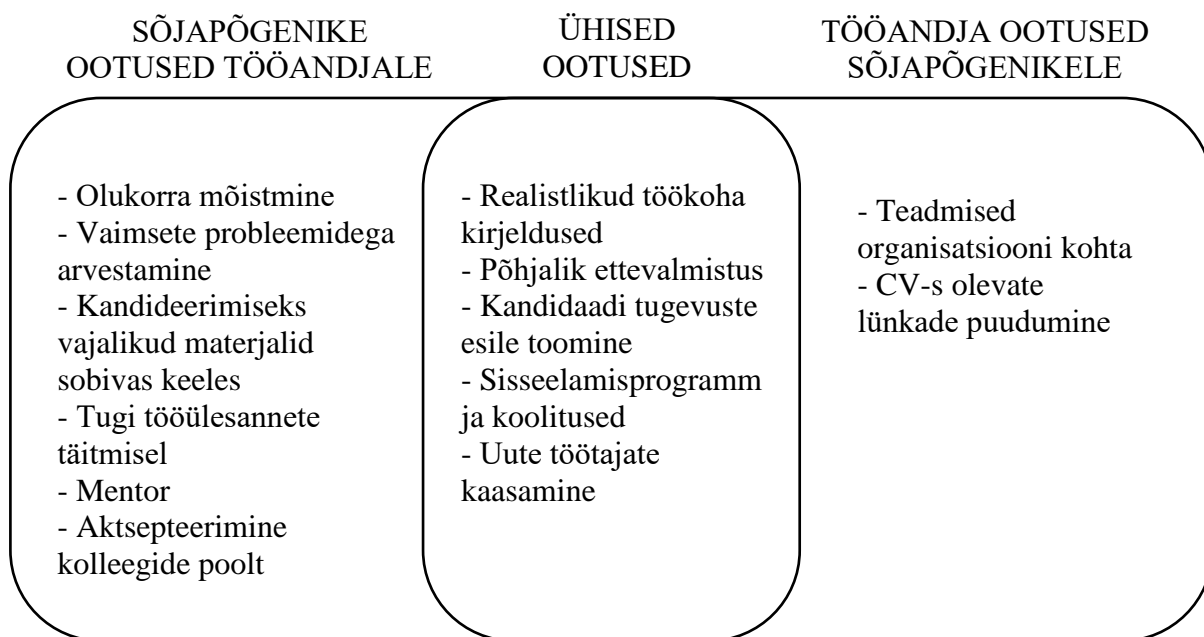 SÕJAPÕGENIKE
OOTUSED TÖÖANDJALE
ÜHISED
OOTUSED
TÖÖANDJA OOTUSED
SÕJAPÕGENIKELE
- Olukorra mõistmine
- Vaimsete probleemidega
arvestamine
- Kandideerimiseks
vajalikud materjalid
sobivas keeles
- Tugi tööülesannete
täitmisel
- Mentor
- Aktsepteerimine
kolleegide poolt
- Realistlikud töökoha
kirjeldused
- Põhjalik ettevalmistus
- Kandidaadi tugevuste
esile toomine
- Sisseelamisprogramm
ja koolitused
- Uute töötajate
kaasamine
- Teadmised
organisatsiooni kohta
- CV-s olevate
lünkade puudumine